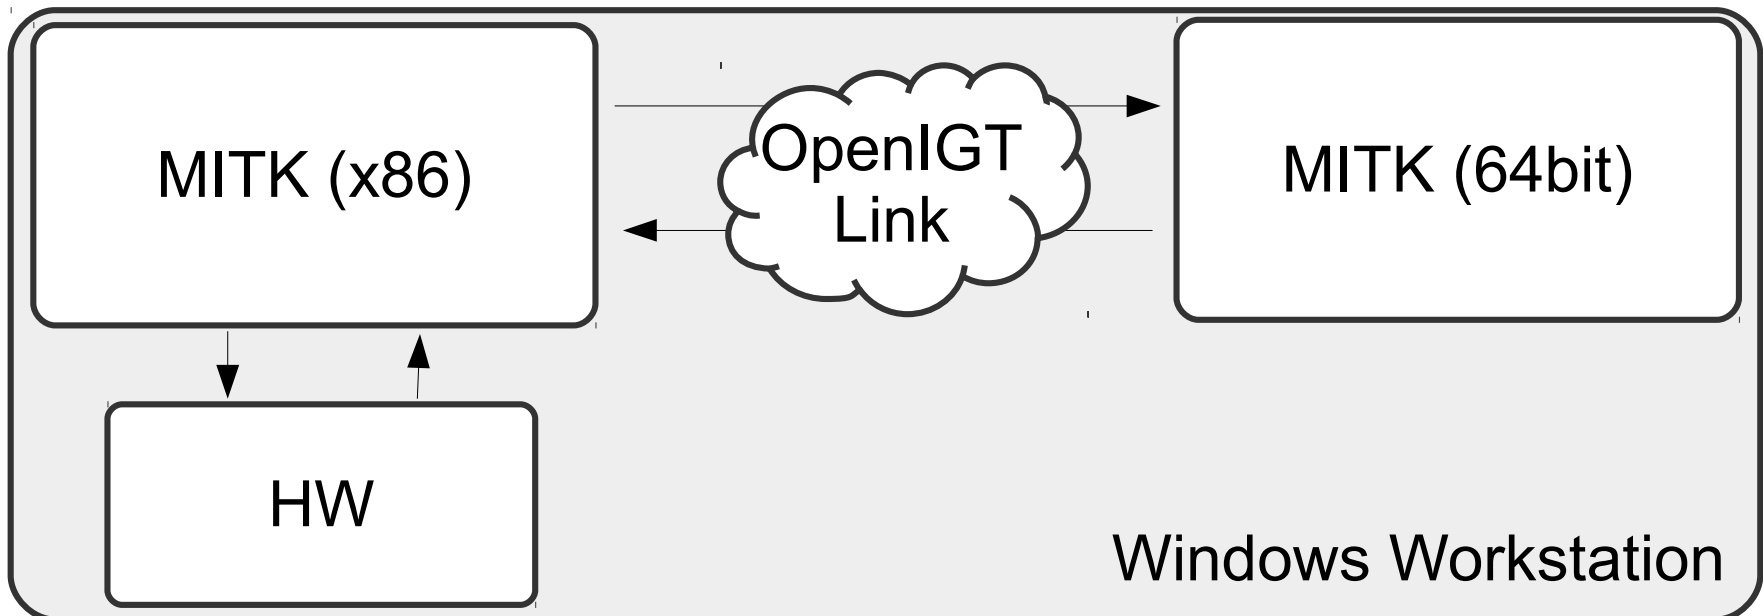 MITK (x86)
OpenIGT
Link
MITK (64bit)
HW
Windows Workstation